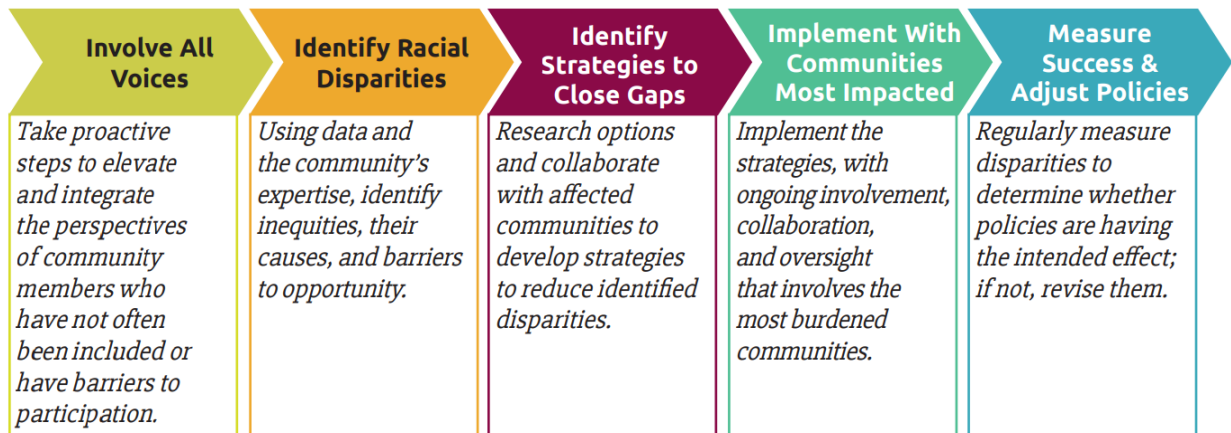 Involve All
Voices
Take proactive
steps to elevate
and integrate
the perspectives
of community
members who
have not often
been included or
have barriers to
participation.
Identify Racial
Disparities
Using data and
the community’s
expertise, identify
inequities, their
causes, and barriers
to opportunity.
Identify
Strategies to
Close Gaps
Research options
and collaborate
with affected
communities to
develop strategies
to reduce identified
disparities.
Implement With
Communities
Most Impacted
Implement the
strategies, with
ongoing involvement,
collaboration,
and oversight
that involves the
most burdened
communities.
Measure
Success &
Adjust Policies
Regularly measure
disparities to
determine whether
policies are having
the intended effect;
if not, revise them.